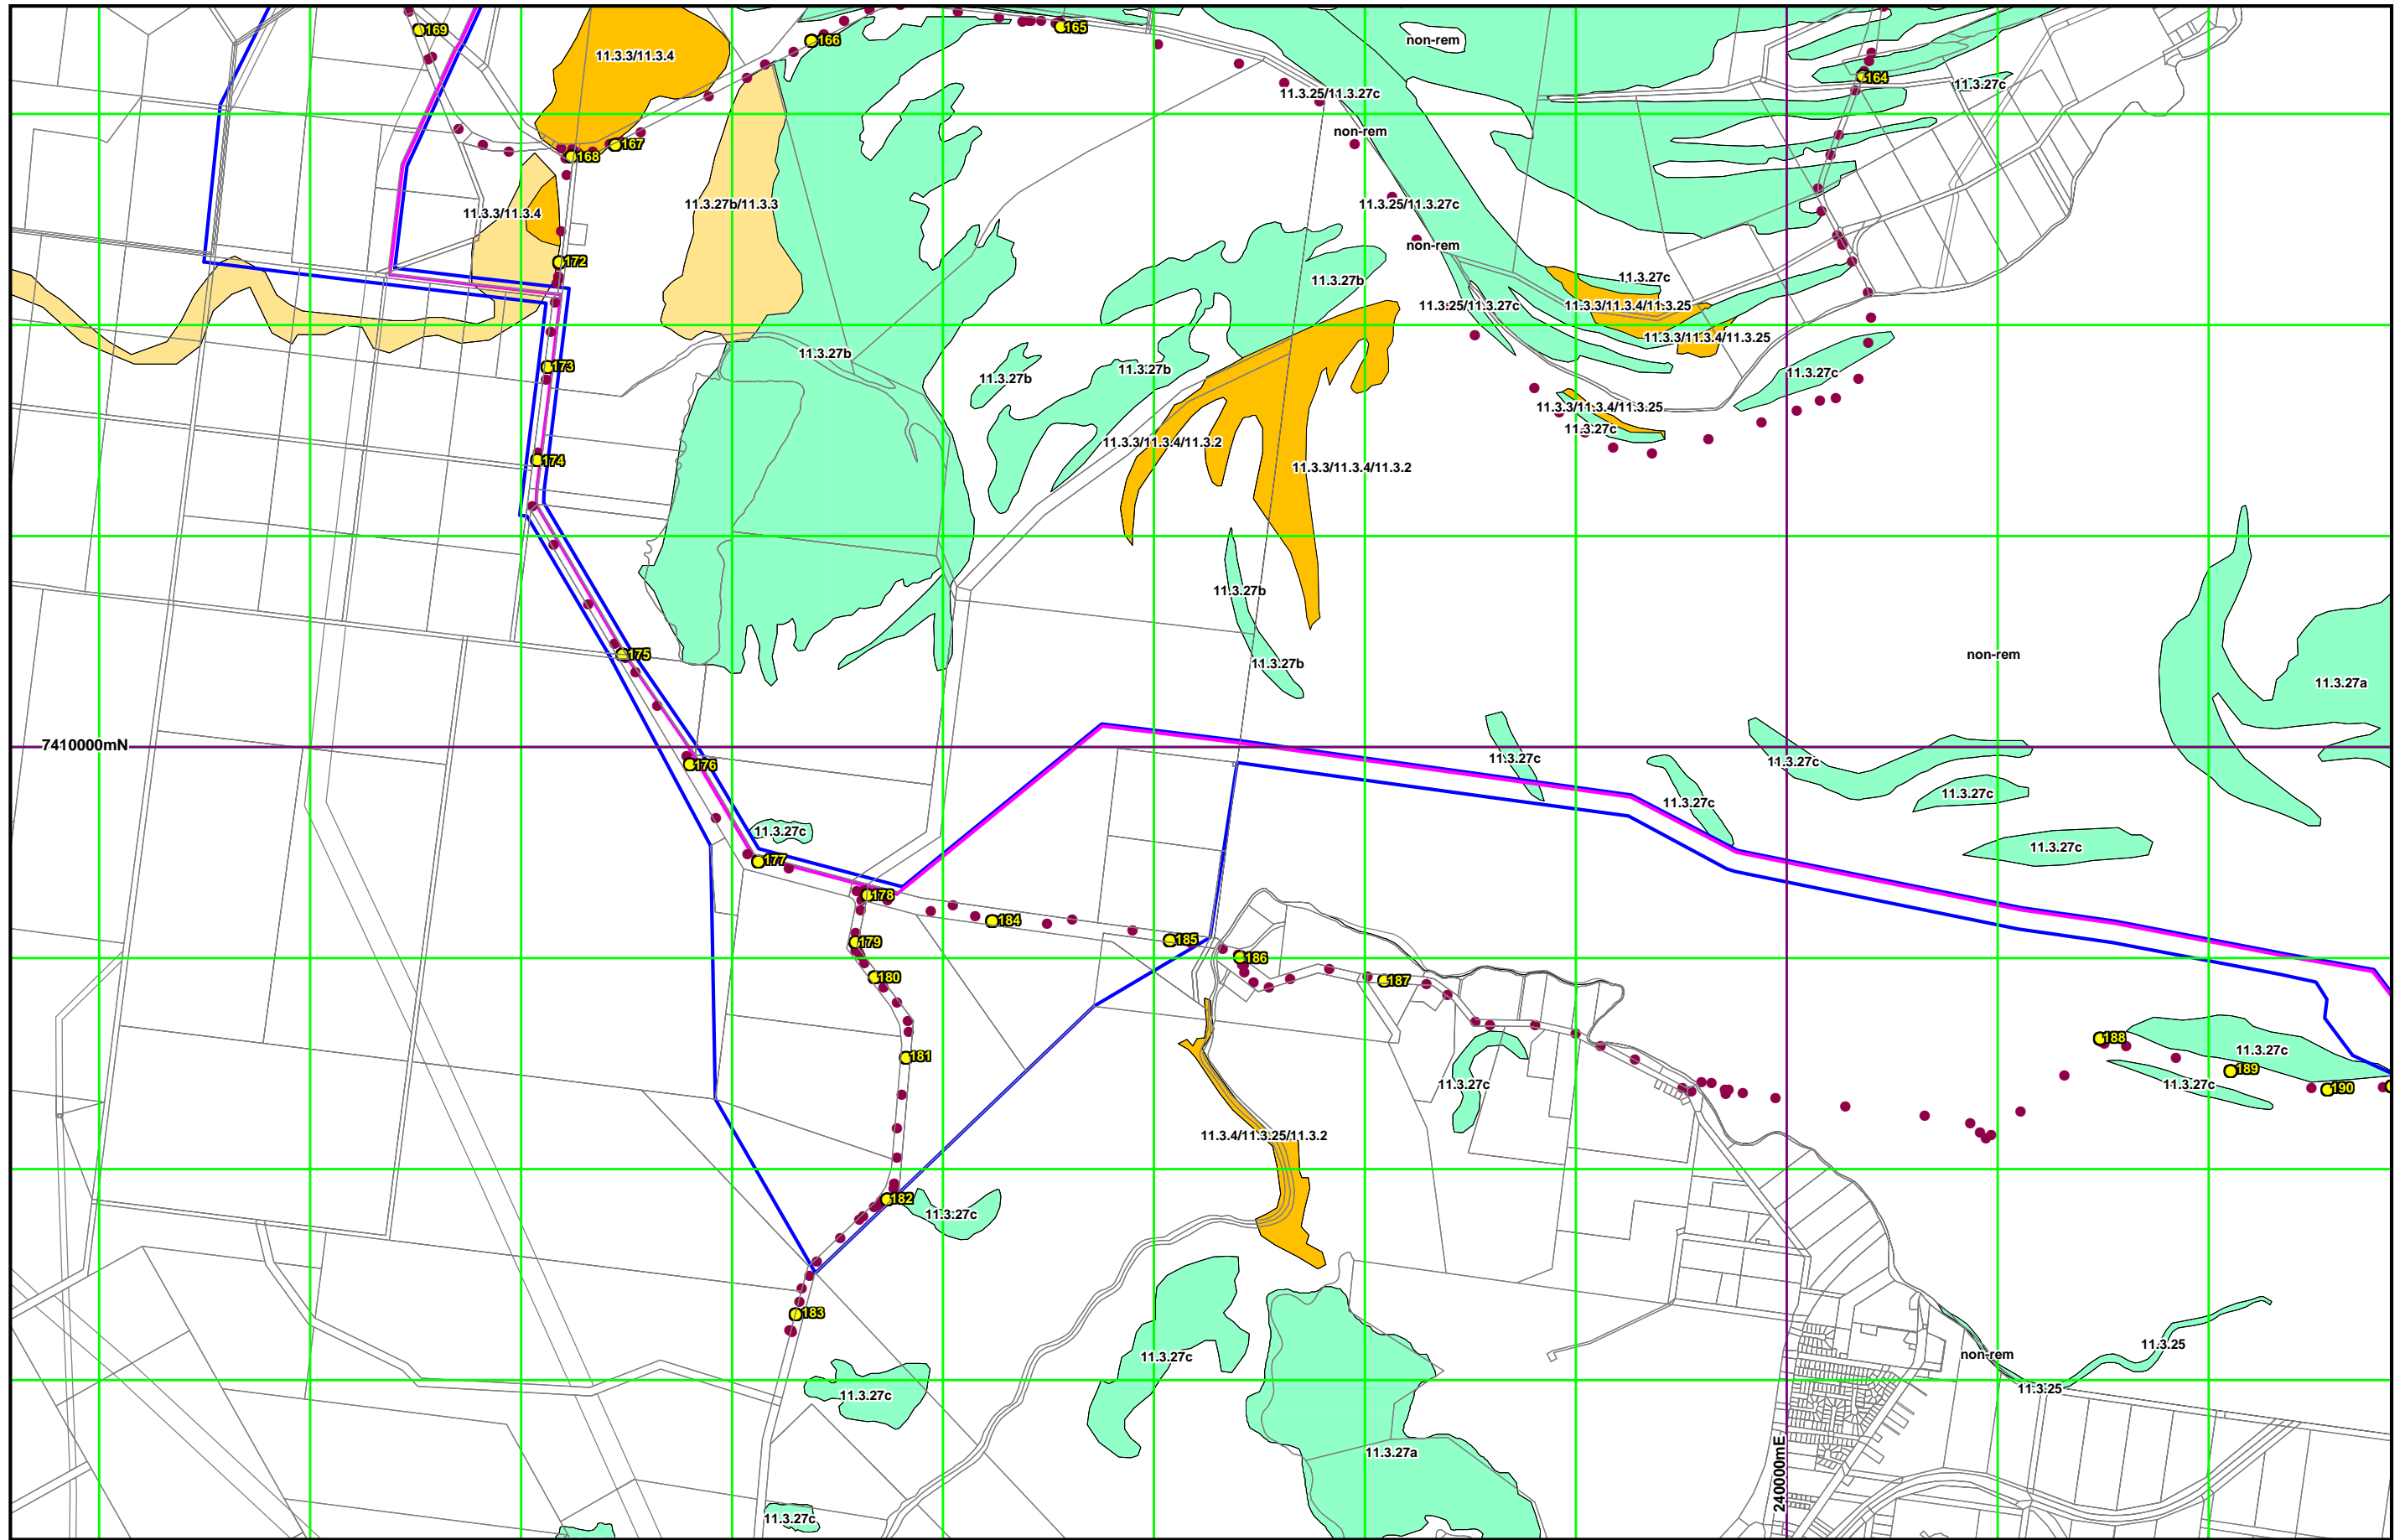 169
166
165
non-rem
11.3.3/11.3.4
164
11.3.27c
11.3.25/11.3.27c
non-rem
167
168
11.3.27b/11.3.3
11.3.25/11.3.27c
11.3.3/11.3.4
non-rem
172
11.3.27b
11.3.27c
11.3.25/11.3.27c
11.3.3/11.3.4/11.3.25
11.3.3/11.3.4/11.3.25
11.3.27b
173
11.3.27b
11.3.27b
11.3.27c
11.3.3/11.3.4/11.3.25
11.3.27c
11.3.3/11.3.4/11.3.2
174
11.3.3/11.3.4/11.3.2
11.3.27b
175
non-rem
11.3.27b
11.3.27a
7410000mN
176
11.3.27c
11.3.27c
11.3.27c
11.3.27c
11.3.27c
11.3.27c
177
178
184
179
185
186
180
187
188
11.3.27c
181
189
11.3.27c
11.3.27c
190
11.3.4/11.3.25/11.3.2
182
11.3.27c
183
11.3.25
non-rem
11.3.27c
11.3.25
11.3.27c
11.3.27a
240000mE
11.3.27c